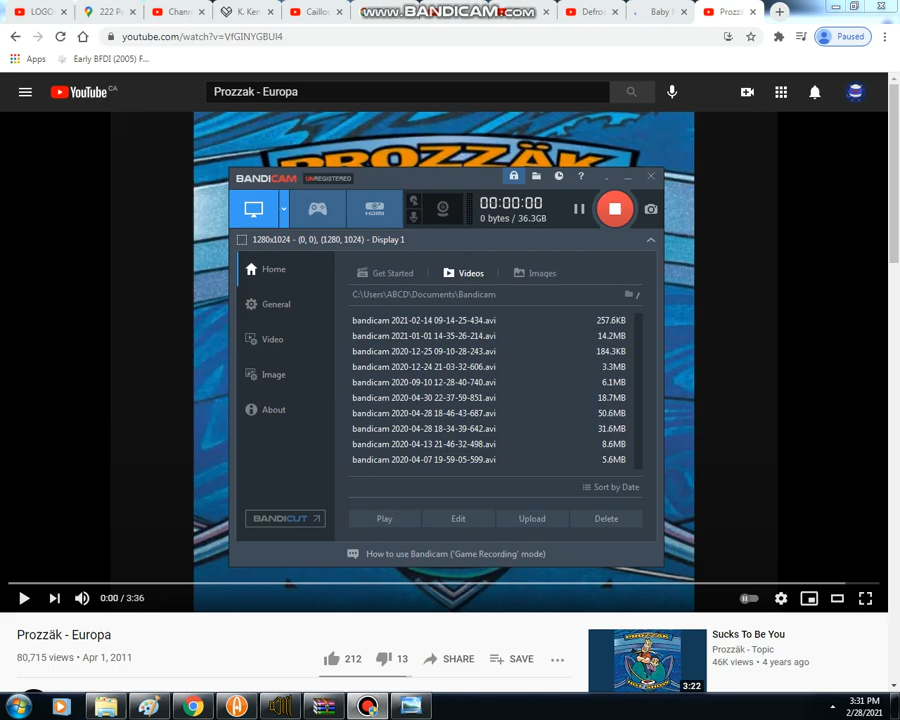 LOGO
222 P
Chann
K. Ken
Caillou
www.BANDICAM.com
Defros
Baby
Prozzä
youtube.com/watch?v=VfGINYGBUI4
Paused
Apps
Early BFDI (2005) F...
YouTube CA
Prozzak - Europa
PROZZÄK
BANDICAM UNREGISTERED
?
HDMI
00:00:00
0 bytes / 36.3GB
1280x1024 - (0, 0), (1280, 1024) - Display 1
Home
General
Video
Image
About
Get Started
Videos
Images
C:\Users\ABCD\Documents\Bandicam
/
bandicam 2021-02-14 09-14-25-434.avi 257.6KB
bandicam 2021-01-01 14-35-26-214.avi 14.2MB
bandicam 2020-12-25 09-10-28-243.avi 184.3KB
bandicam 2020-12-24 21-03-32-606.avi 3.3MB
bandicam 2020-09-10 12-28-40-740.avi 6.1MB
bandicam 2020-04-30 22-37-59-851.avi 18.7MB
bandicam 2020-04-28 18-46-43-687.avi 50.6MB
bandicam 2020-04-28 18-34-39-642.avi 31.6MB
bandicam 2020-04-13 21-46-32-498.avi 8.6MB
bandicam 2020-04-07 19-59-05-599.avi 5.6MB
Sort by Date
BANDICUT
Play
Edit
Upload
Delete
How to use Bandicam ('Game Recording' mode)
0:00 / 3:36
Prozzäk - Europa
80,715 views • Apr 1, 2011
212
13
SHARE
SAVE
Sucks To Be You
Prozzäk - Topic
46K views • 4 years ago
PROZZÄK
3:22
3:31 PM
2/28/2021